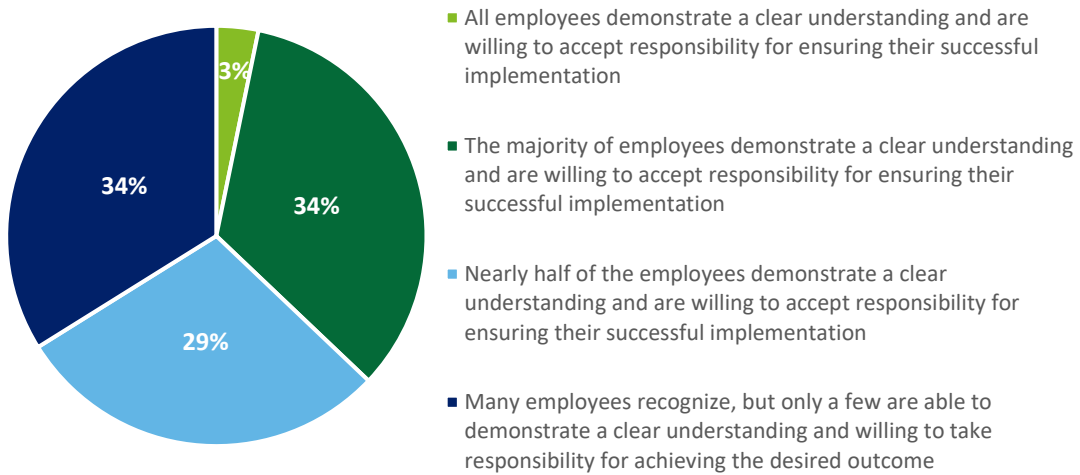 All employees demonstrate a clear understanding and are
willing to accept responsibility for ensuring their successful
implementation
3%
The majority of employees demonstrate a clear understanding
and are willing to accept responsibility for ensuring their
successful implementation
34%
34%
Nearly half of the employees demonstrate a clear
understanding and are willing to accept responsibility for
ensuring their successful implementation
29%
Many employees recognize, but only a few are able to
demonstrate a clear understanding and willing to take
responsibility for achieving the desired outcome